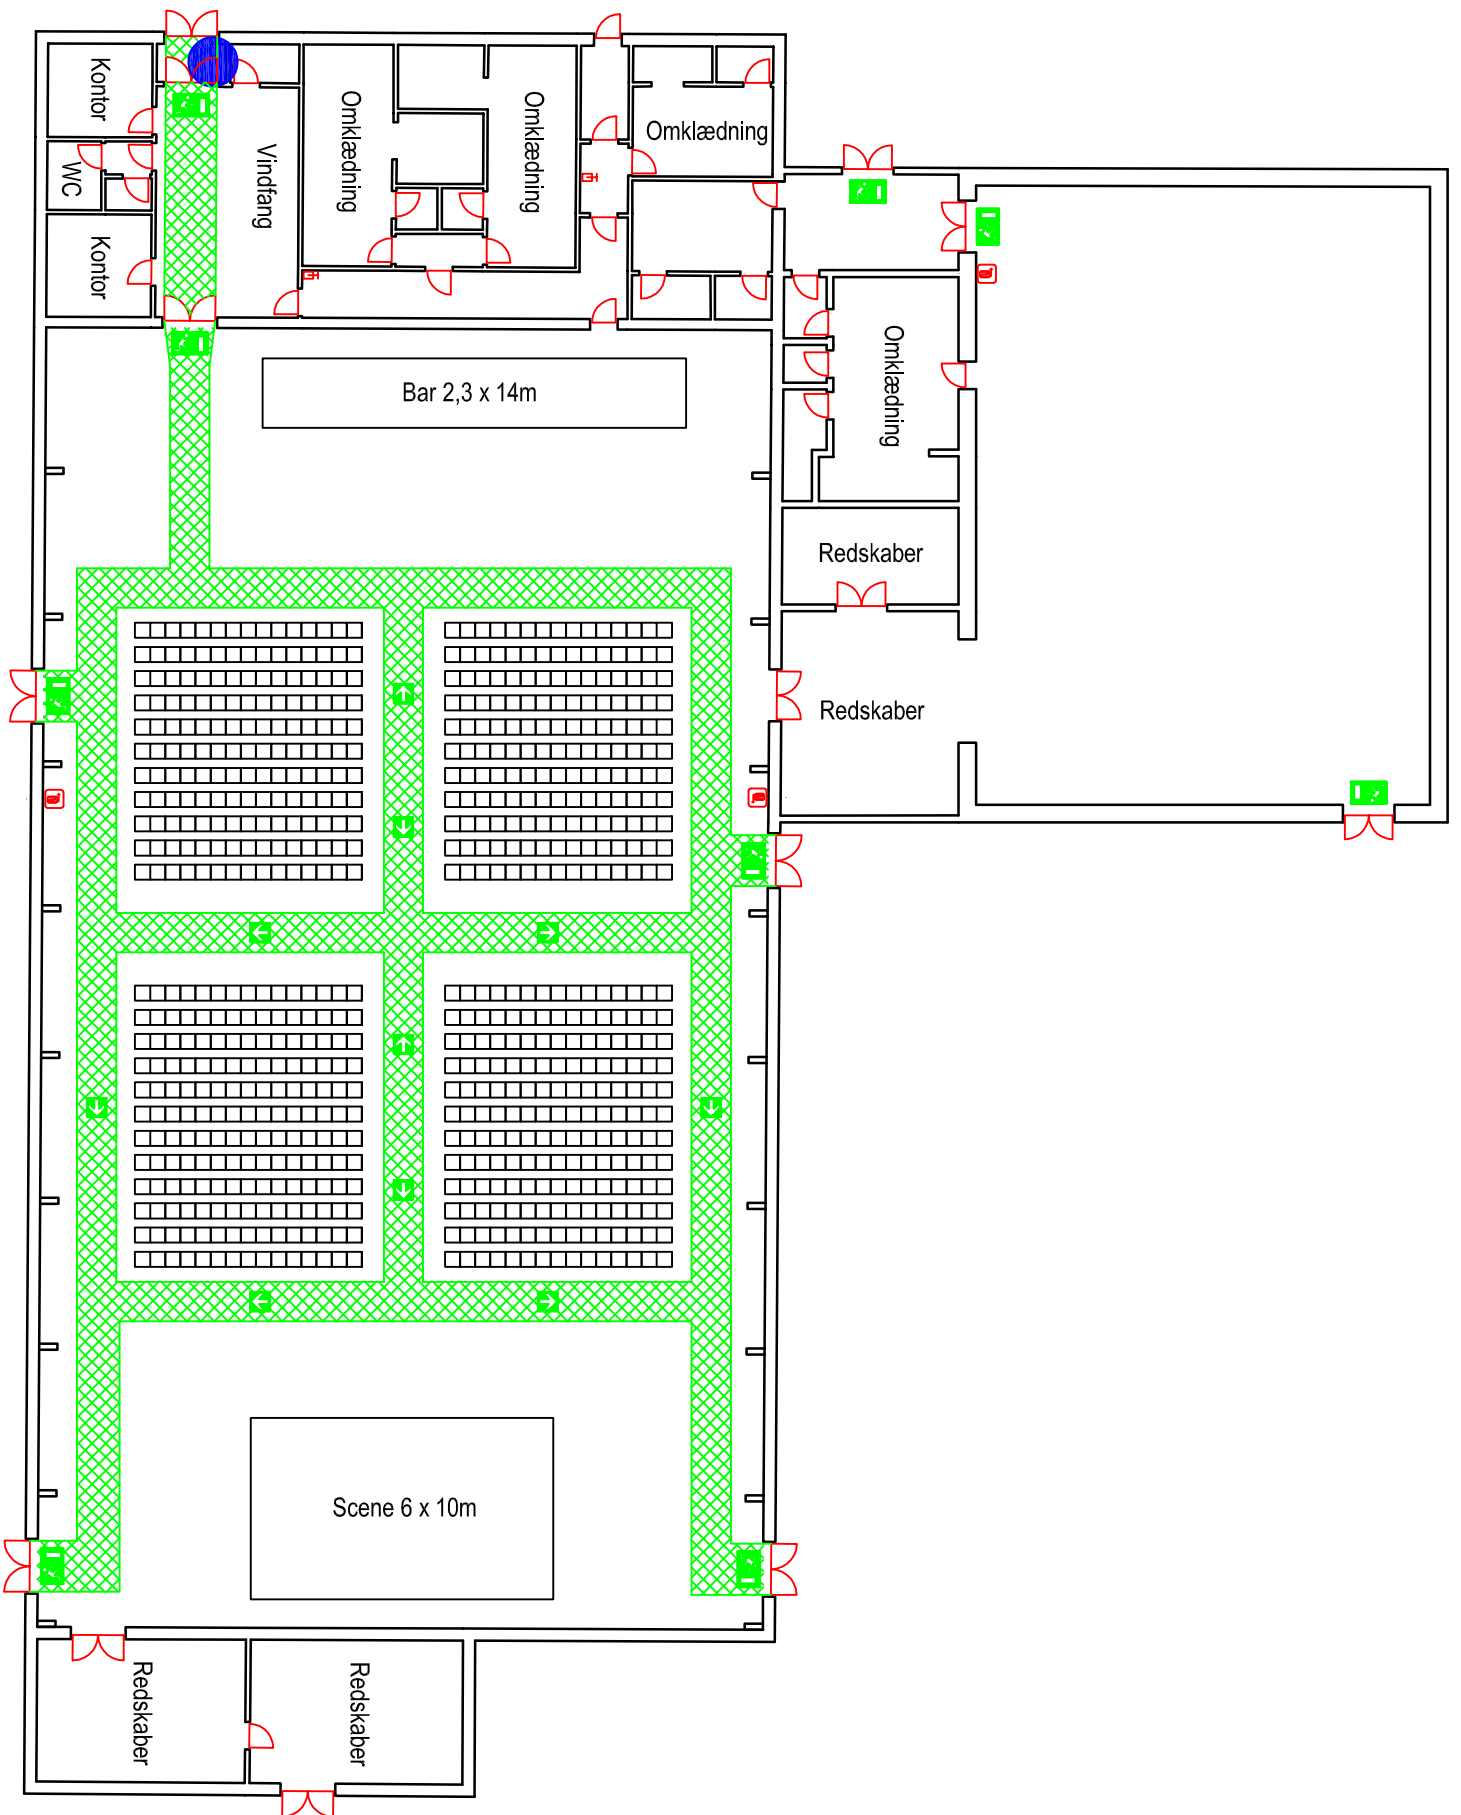 Kontor
Omklædning
Omklædning
Omklædning
Vindfang
WC
Kontor
Omklædning
Bar 2,3 x 14m
Redskaber
Redskaber
Scene 6 x 10m
Redskaber
Redskaber